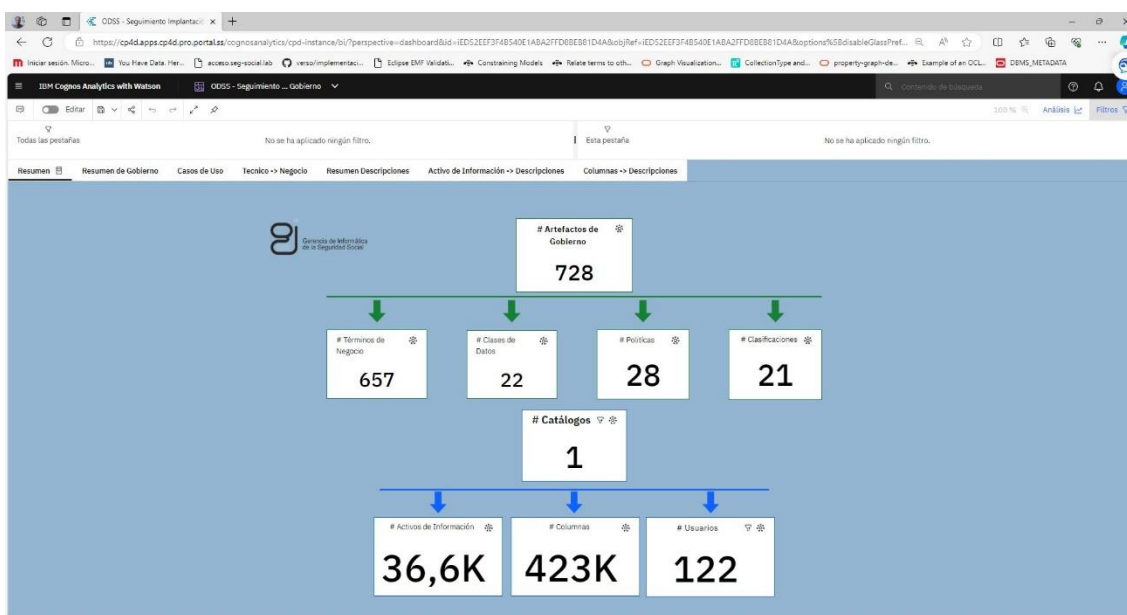 ODSS - Seguimiento Implantació
https://cp4d.apps.cp4d.pro.portal.ss/cognosanalytics/cpd-instance/bi/?perspective=dashboard&id=
Iniciar sesión. Micro...
You Have Data. Her...
acceso.seg-social.lab
verso/implementaci...
Eclipse EMF Validati...
Constraining Models
Relate terms to oth...
Graph Visualization...
CollectionType and...
property-graph-de...
Example of an OCL...
DBMS_METADATA
IBM Cognos Analytics with Watson
ODSS - Seguimiento ... Gobierno
Contenido de búsqueda
Editar
100 %
Análisis
Filtros
Todas las pestañas
No se ha aplicado ningún filtro.
Esta pestaña
No se ha aplicado ningún filtro.
Resumen
Resumen de Gobierno
Casos de Uso
Tecnico -> Negocio
Resumen Descripciones
Activo de Información -> Descripciones
Columnas -> Descripciones
Gerencia de Informática
de la Seguridad Social
# Artefactos de
Gobierno
728
# Términos de
Negocio
657
# Clases de
Datos
22
# Políticas
28
# Clasificaciones
21
# Catálogos
1
# Activos de Información
36,6K
# Columnas
423K
# Usuarios
122